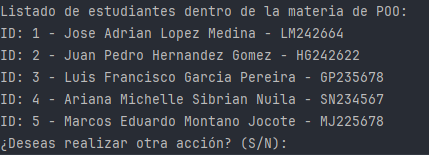 Listado de estudiantes dentro de la materia de POO:
ID: 1 - Jose Adrian Lopez Medina - LM242664
ID: 2 - Juan Pedro Hernandez Gomez - HG242622
ID: 3 - Luis Francisco Garcia Pereira - GP235678
ID: 4 - Ariana Michelle Sibrian Nuila - SN234567
ID: 5 - Marcos Eduardo Montano Jocote - MJ225678
¿Deseas realizar otra acción? (S/N):